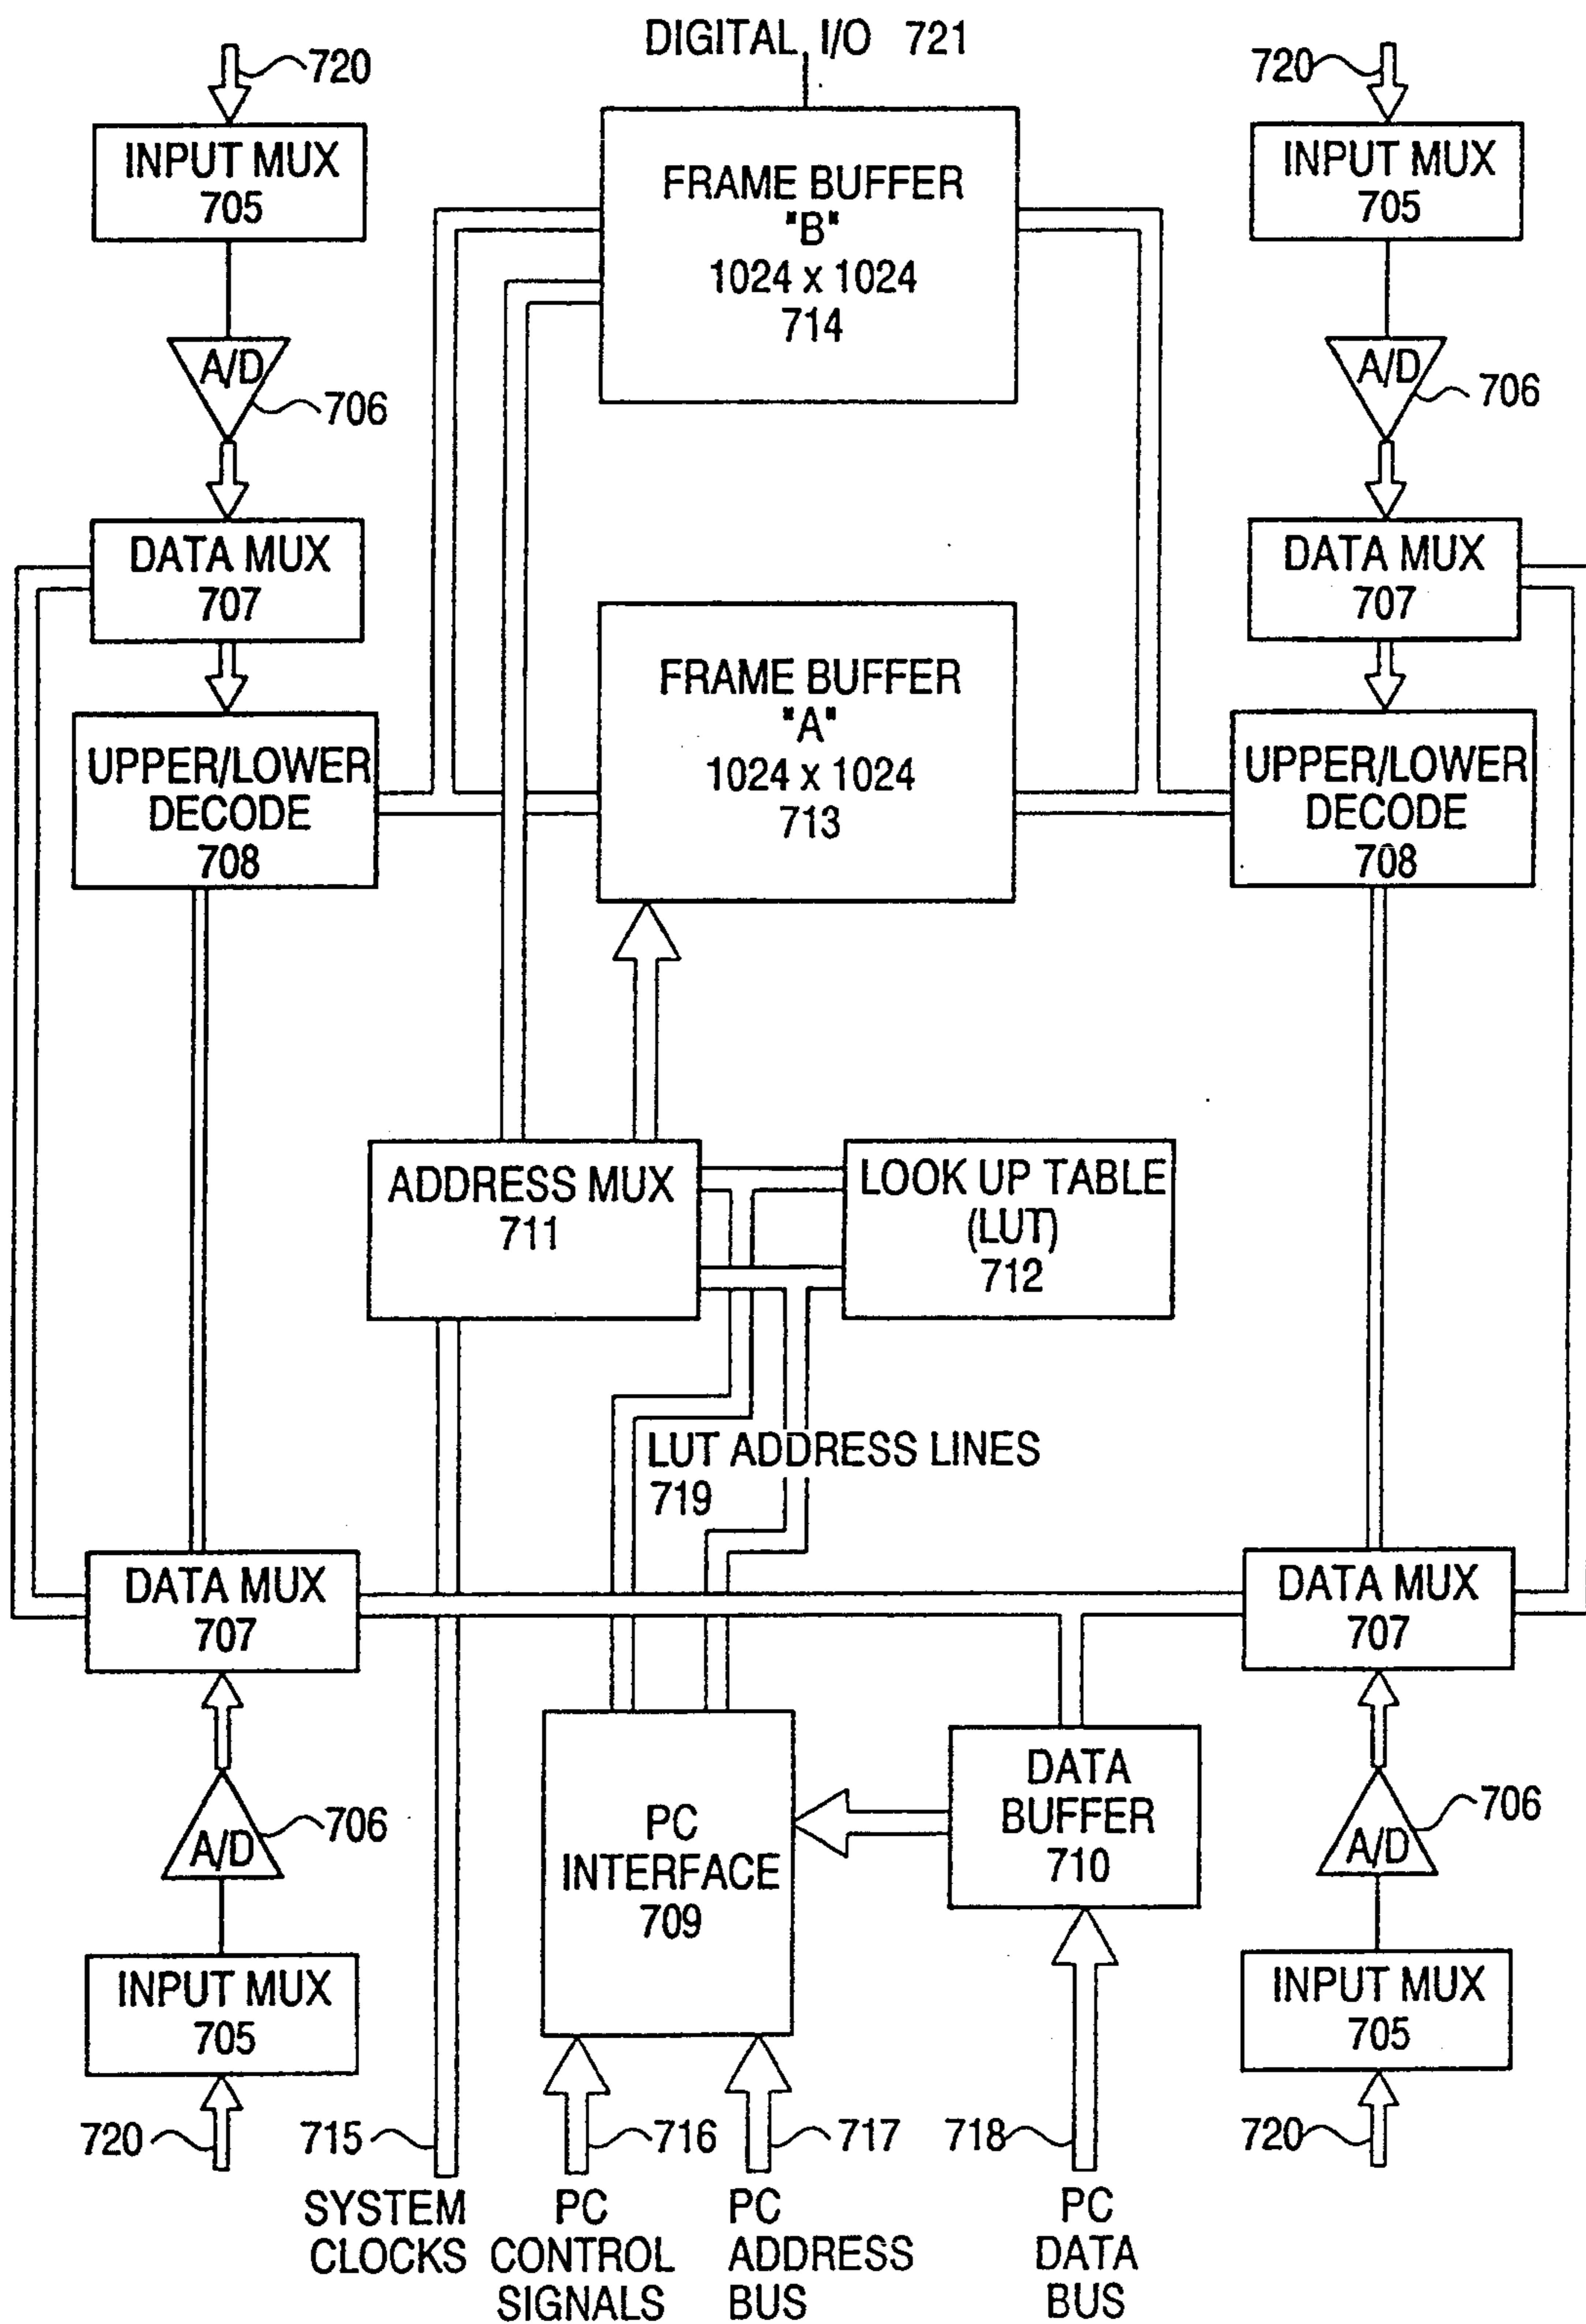 DIGITAL I/O 721
720
720
INPUT MUX
705
FRAME BUFFER
"B"
1024 x 1024
714
INPUT MUX
705
A/D
706
A/D
706
DATA MUX
707
DATA MUX
707
FRAME BUFFER
"A"
1024 x 1024
713
UPPER/LOWER
DECODE
708
UPPER/LOWER
DECODE
708
ADDRESS MUX
711
LOOK UP TABLE
(LUT)
712
LUT ADDRESS LINES
719
DATA MUX
707
DATA MUX
707
PC
INTERFACE
709
DATA
BUFFER
710
A/D
706
A/D
706
INPUT MUX
705
INPUT MUX
705
720
715
716
717
718
720
SYSTEM
CLOCKS
PC
CONTROL
SIGNALS
PC
ADDRESS
BUS
PC
DATA
BUS